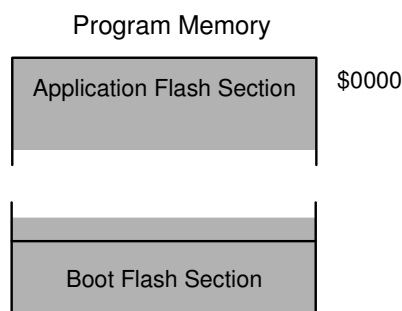 Program Memory
Application Flash Section
$0000
Boot Flash Section